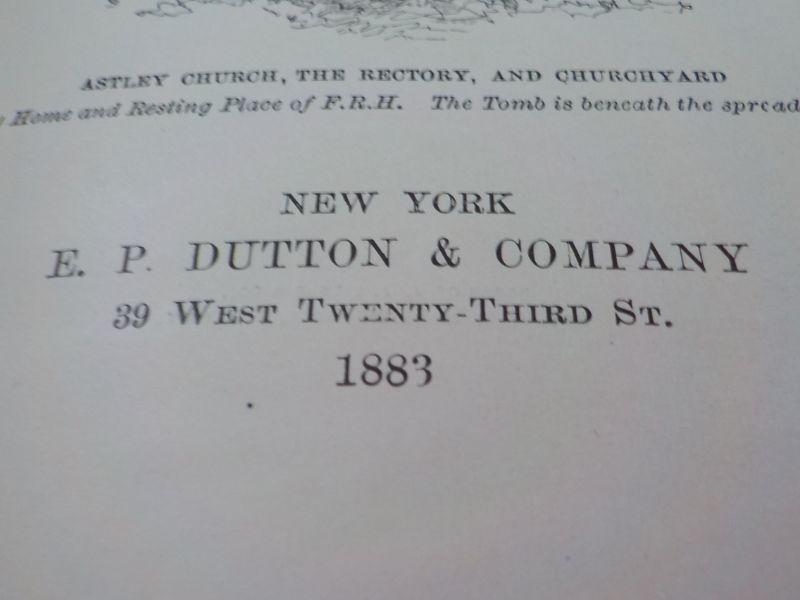 ASTLEY CHURCH, THE RECTORY, AND CHURCHYARD
Home and Resting Place of F.R.H. The Tomb is beneath the spread
NEW YORK
E. P. DUTTON & COMPANY
39 WEST TWENTY-THIRD ST.
1883